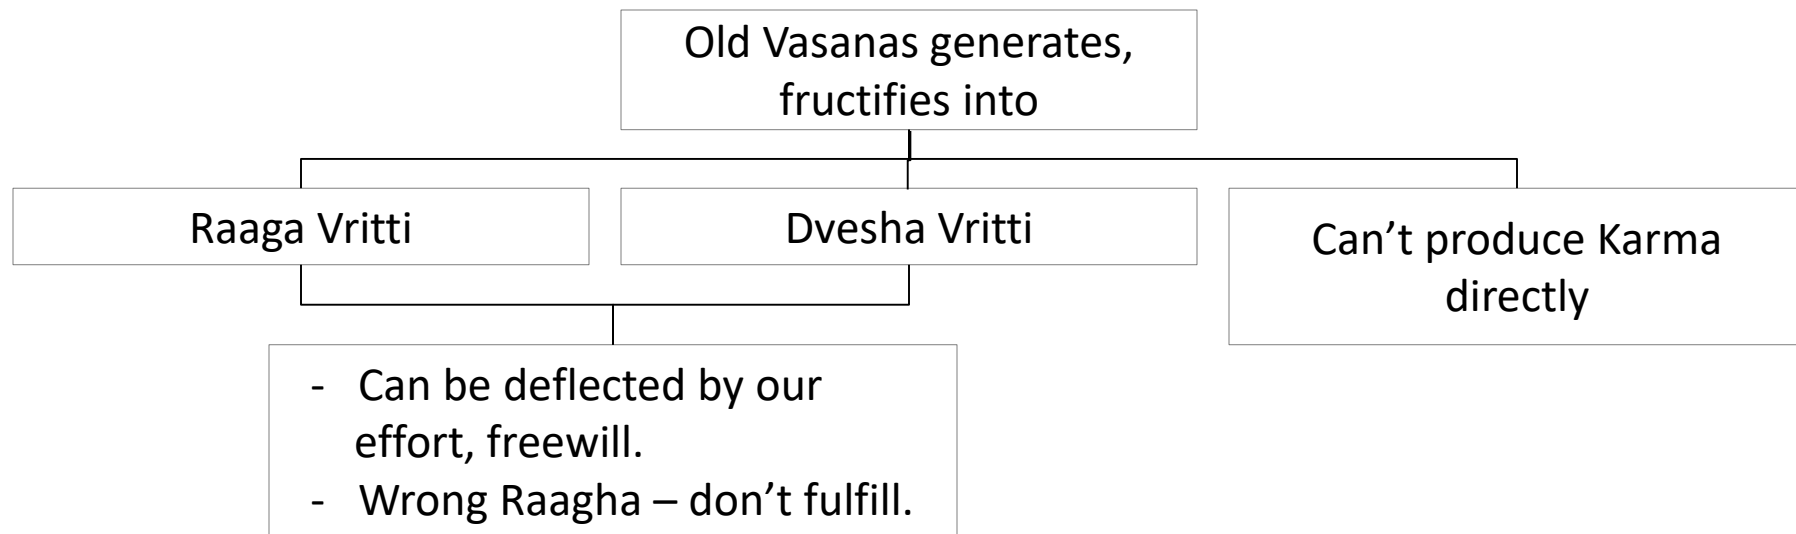 Old Vasanas generates,
fructifies into
Raaga Vritti
Dvesha Vritti
Can’t produce Karma
directly
- Can be deflected by our
effort, freewill.
- Wrong Raagha – don’t fulfill.